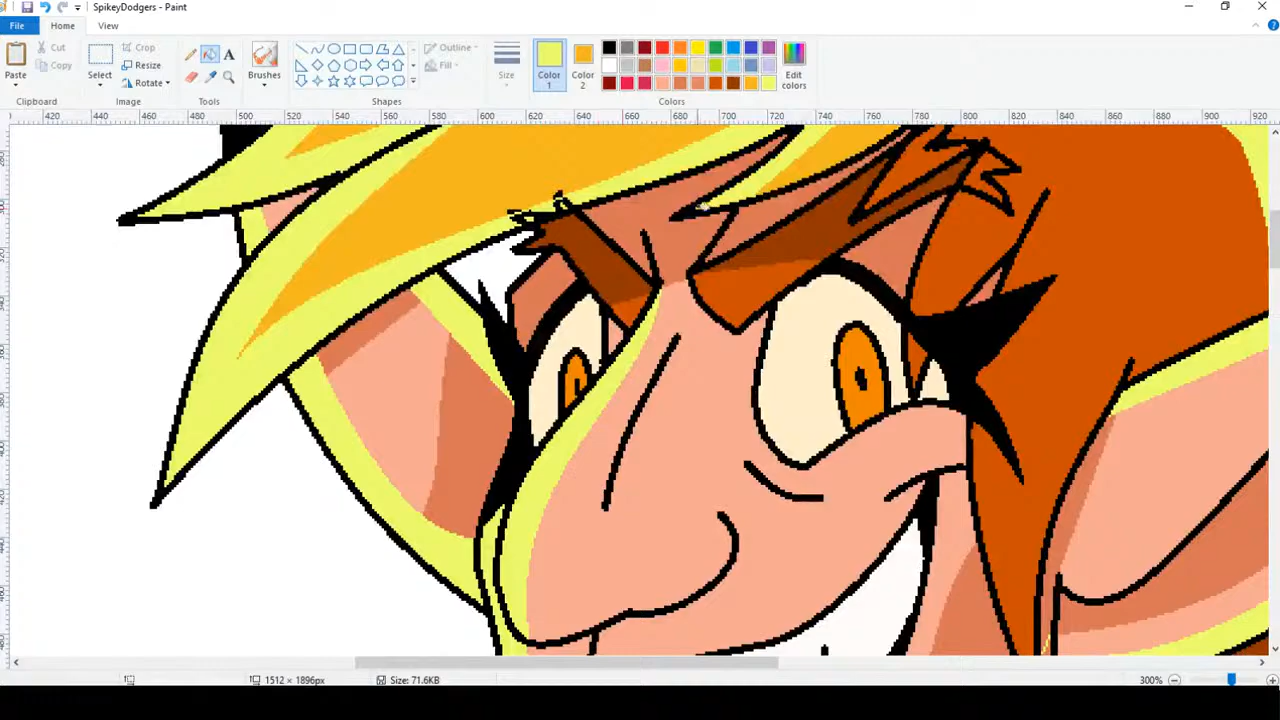 SpikeyDodgers - Paint
File Home View
Paste Cut Copy Select Crop Resize Rotate Brushes Outline Fill Size Color 1 Color 2 Edit colors
Clipboard Image Tools Shapes Colors
420 440 460 480 500 520 540 560 580 600 620 640 660 680 700 720 740 760 780 800 820 840 860 880 900 920
1512 × 1896px Size: 71.6KB 300%